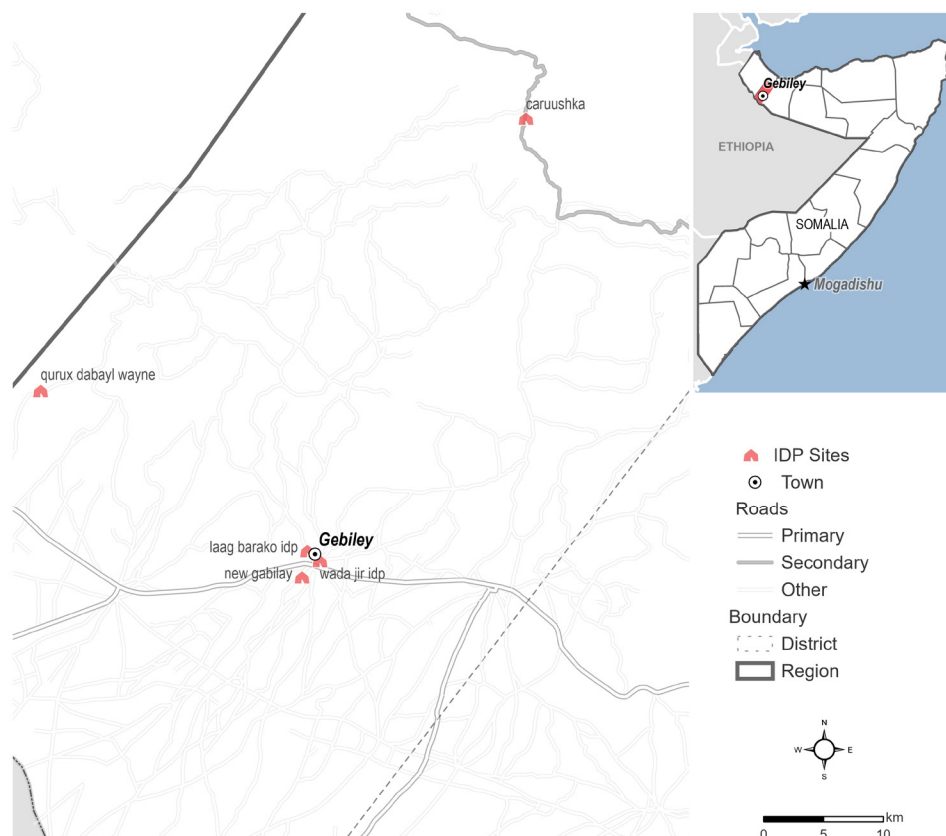 caruushka
qurux dabayl wayne
laag barako idp
Gebiley
new gabilay
wada jir idp
Gebiley
ETHIOPIA
SOMALIA
Mogadishu
IDP Sites
Town
Roads
Primary
Secondary
Other
Boundary
District
Region
N
W E
S
km
0 5 10